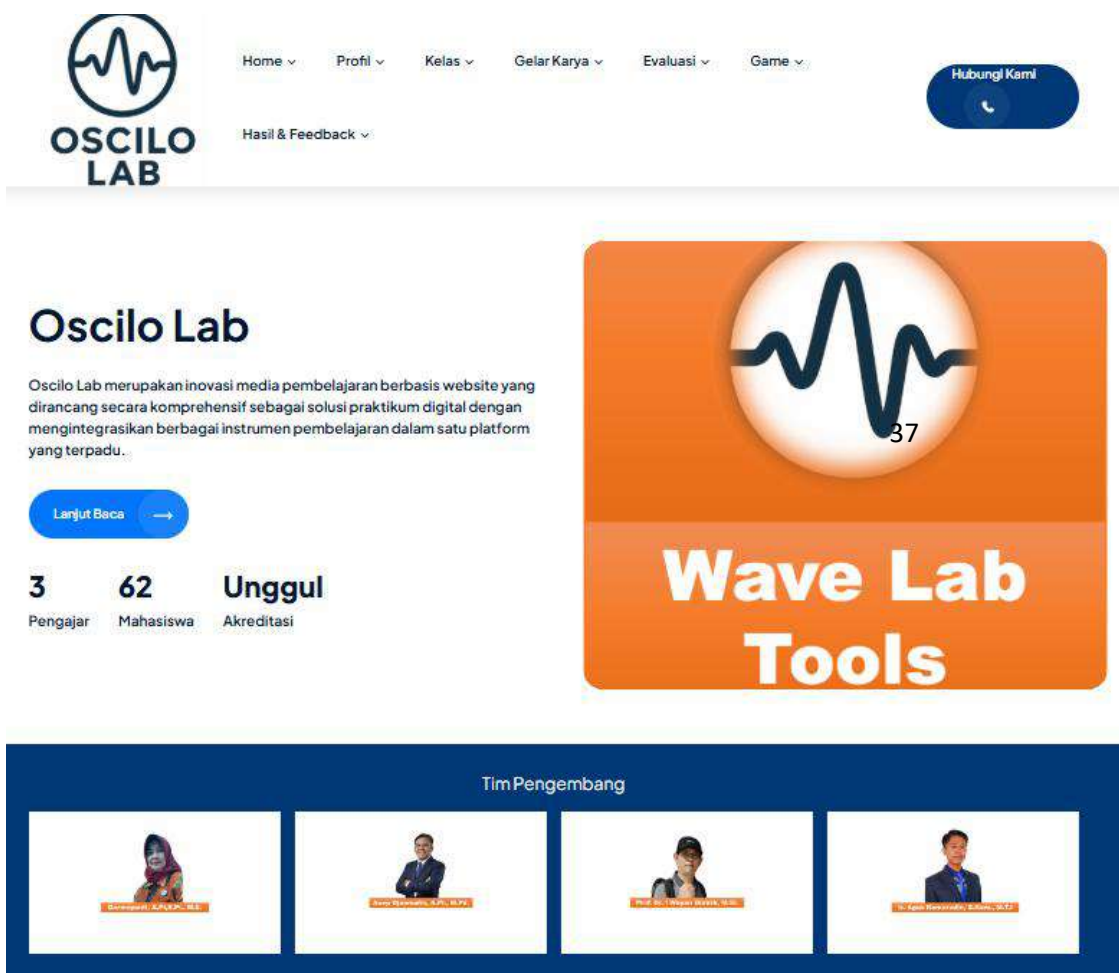 OSCILO
LAB
Home
Profil
Kelas
Gelar Karya
Evaluasi
Game
Hubungi Kami
Hasil & Feedback
Oscilo Lab
Oscilo Lab merupakan inovasi media pembelajaran berbasis website yang
dirancang secara komprehensif sebagai solusi praktikum digital dengan
mengintegrasikan berbagai instrumen pembelajaran dalam satu platform
yang terpadu.
Lanjut Baca
3
62
Unggul
Pengajar
Mahasiswa
Akreditasi
37
Wave Lab
Tools
Tim Pengembang